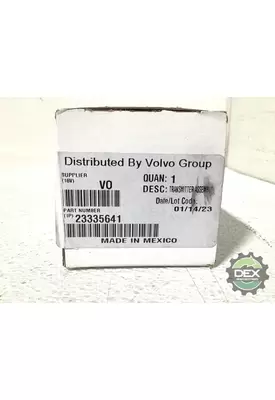 Distributed By Volvo Group
SUPPLIER
(18V) VO
QUAN: 1
DESC: TRANSMITTER ASSEMBLY
Date/Lot Code:
01/14/23
PART NUMBER
(1P) 23335641
MADE IN MEXICO
DEX